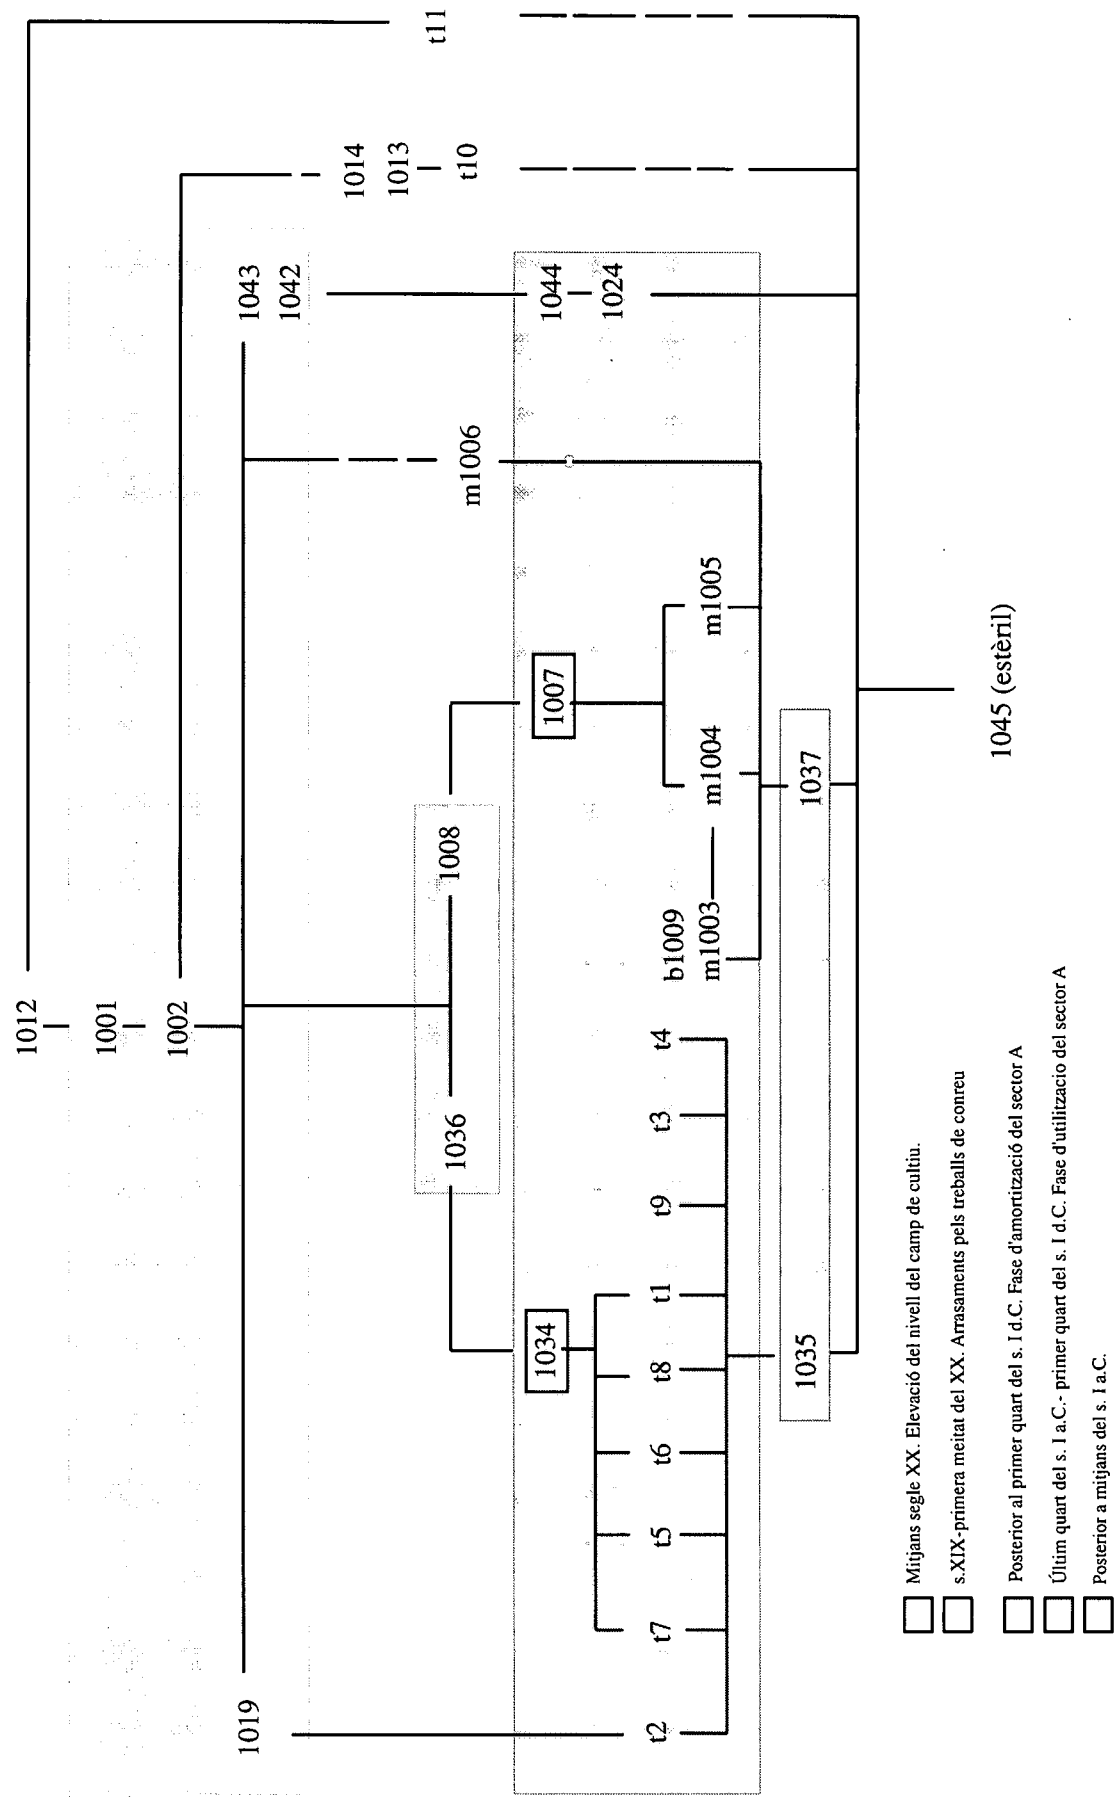 1012
t11
1001
1002
1019
1043
1042
1014
1013
t10
1036
1008
m1006
1034
1007
1044
1024
t2
t7
t5
t6
t8
t1
t9
t3
t4
b1009
m1003
m1004
m1005
1035
1037
1045 (estèril)
Mitjans segle XX. Elevació del nivell del camp de cultiu.
s.XIX-primera meitat del XX. Arrasaments pels treballs de conreu
Posterior al primer quart del s. I d.C. Fase d'amortització del sector A
Últim quart del s. I a.C.- primer quart del s. I d.C. Fase d'utilitzacio del sector A
Posterior a mitjans del s. I a.C.